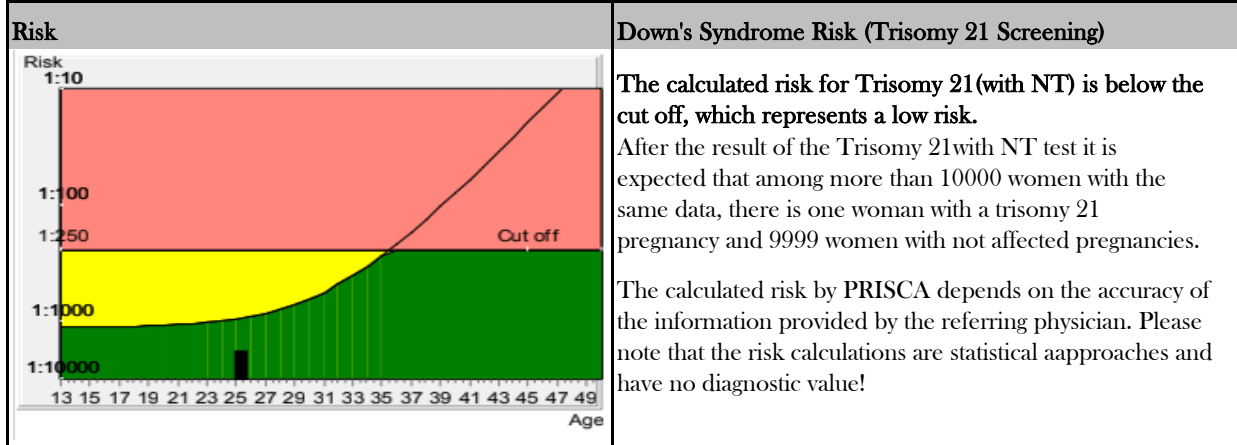 Risk
Risk
1:10
1:100
1:250
Cut off
1:1000
1:10000
13 15 17 19 21 23 25 27 29 31 33 35 37 39 41 43 45 47 49
Age
Down's Syndrome Risk (Trisomy 21 Screening)
The calculated risk for Trisomy 21(with NT) is below the
cut off, which represents a low risk.
After the result of the Trisomy 21with NT test it is
expected that among more than 10000 women with the
same data, there is one woman with a trisomy 21
pregnancy and 9999 women with not affected pregnancies.
The calculated risk by PRISCA depends on the accuracy of
the information provided by the referring physician. Please
note that the risk calculations are statistical aapproaches and
have no diagnostic value!